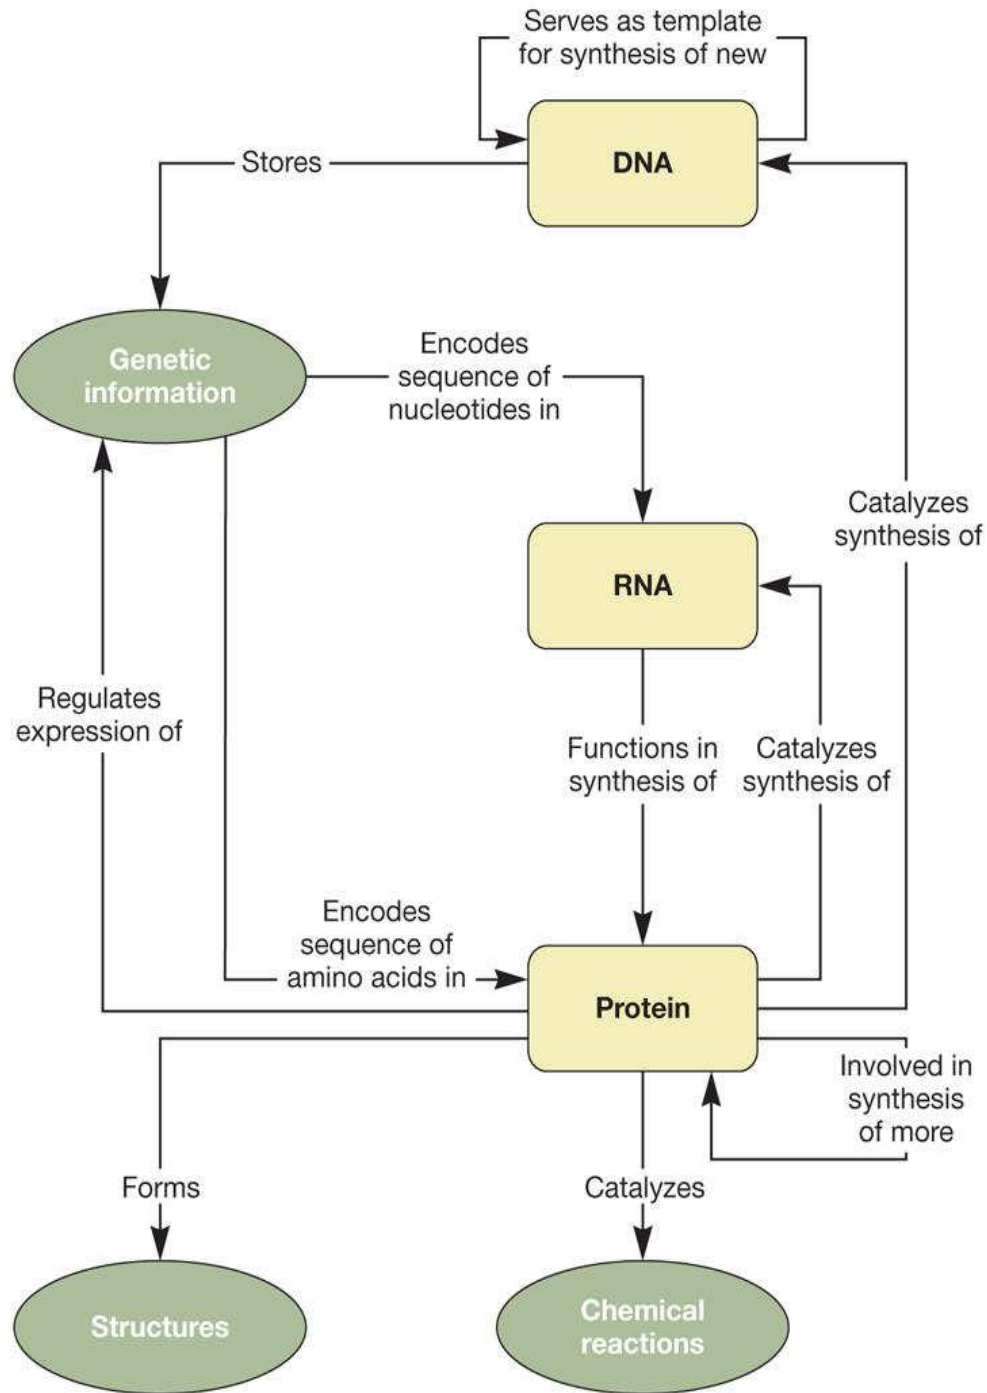 Serves as template
for synthesis of new
DNA
Stores
Genetic
information
Encodes
sequence of
nucleotides in
Catalyzes
synthesis of
RNA
Regulates
expression of
Functions in
synthesis of
Catalyzes
synthesis of
Encodes
sequence of
amino acids in
Protein
Involved in
synthesis
of more
Forms
Catalyzes
Structures
Chemical
reactions